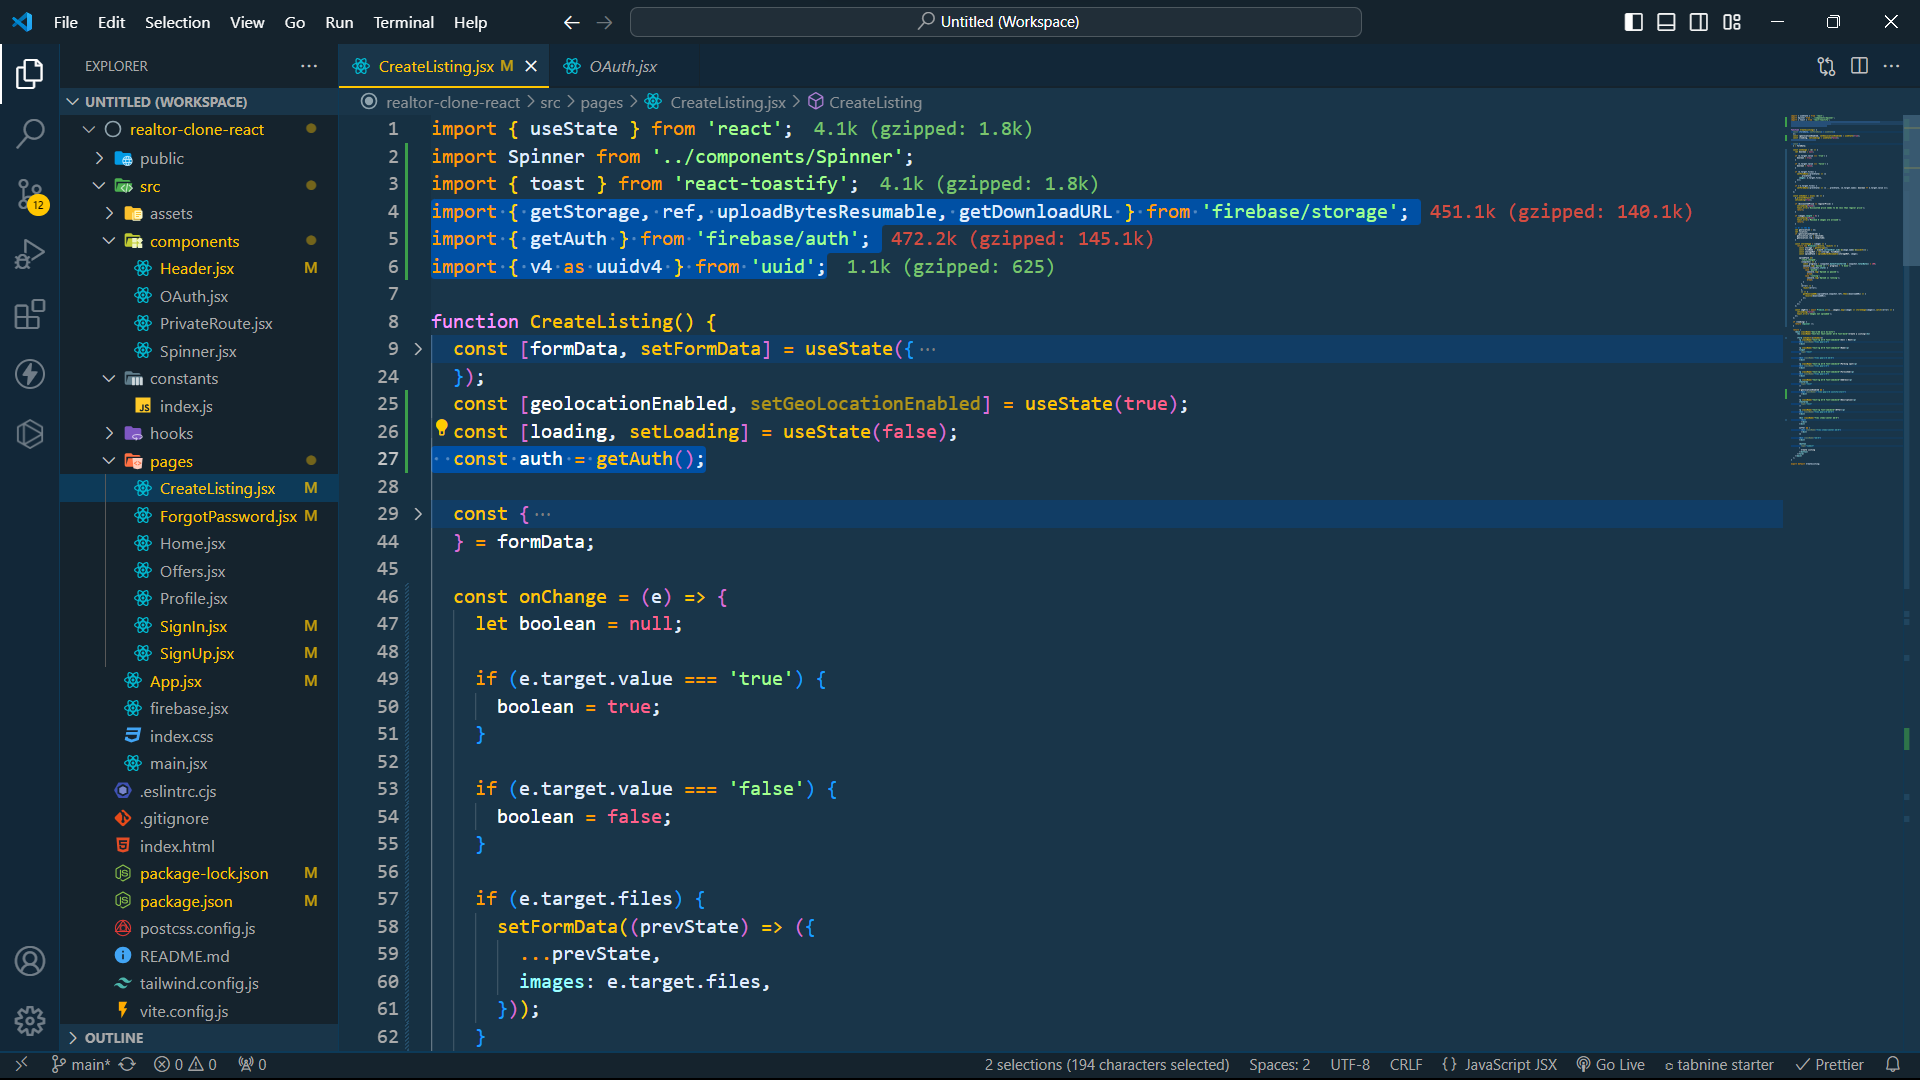 File Edit Selection View Go Run Terminal Help
Untitled (Workspace)
EXPLORER
CreateListing.jsx M
OAuth.jsx
UNTITLED (WORKSPACE)
realtor-clone-react
public
src
assets
components
Header.jsx M
OAuth.jsx
PrivateRoute.jsx
Spinner.jsx
constants
index.js
hooks
pages
CreateListing.jsx M
ForgotPassword.jsx M
Home.jsx
Offers.jsx
Profile.jsx
SignIn.jsx M
SignUp.jsx M
App.jsx M
firebase.jsx
index.css
main.jsx
.eslintrc.cjs
.gitignore
index.html
package-lock.json M
package.json M
postcss.config.js
README.md
tailwind.config.js
vite.config.js
OUTLINE
12
realtor-clone-react > src > pages > CreateListing.jsx > CreateListing
1 import { useState } from 'react'; 4.1k (gzipped: 1.8k)
2 import Spinner from '../components/Spinner';
3 import { toast } from 'react-toastify'; 4.1k (gzipped: 1.8k)
4 import { getStorage, ref, uploadBytesResumable, getDownloadURL } from 'firebase/storage'; 451.1k (gzipped: 140.1k)
5 import { getAuth } from 'firebase/auth'; 472.2k (gzipped: 145.1k)
6 import { v4 as uuidv4 } from 'uuid'; 1.1k (gzipped: 625)
7
8 function CreateListing() {
9 const [formData, setFormData] = useState({ ···
24 });
25 const [geolocationEnabled, setGeoLocationEnabled] = useState(true);
26 const [loading, setLoading] = useState(false);
27 const auth = getAuth();
28
29 const { ···
44 } = formData;
45
46 const onChange = (e) => {
47 let boolean = null;
48
49 if (e.target.value === 'true') {
50 boolean = true;
51 }
52
53 if (e.target.value === 'false') {
54 boolean = false;
55 }
56
57 if (e.target.files) {
58 setFormData((prevState) => ({
59 ...prevState,
60 images: e.target.files,
61 }));
62 }
main* 0 0 0 2 selections (194 characters selected) Spaces: 2 UTF-8 CRLF {} JavaScript JSX Go Live tabnine starter Prettier